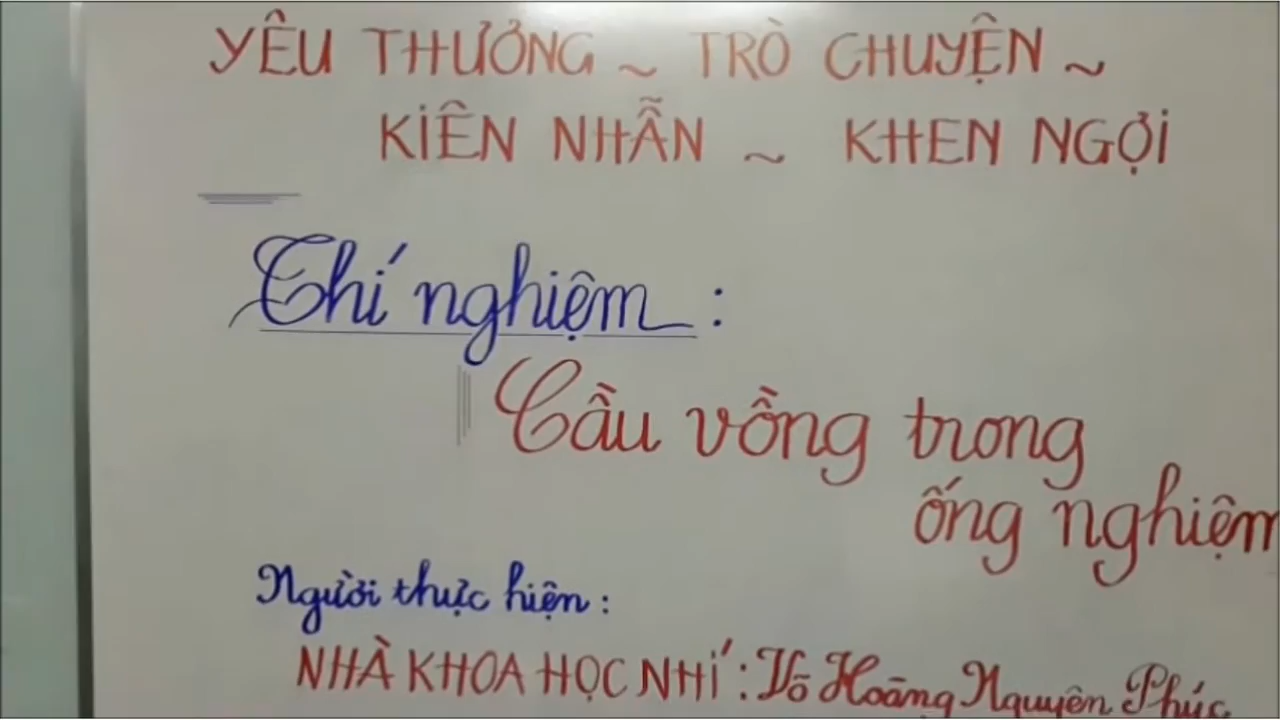 YÊU THƯƠNG ~ TRÒ CHUYỆN ~
KIÊN NHẪN ~ KHEN NGỢI
Thí nghiệm :
Cầu vồng trong
ống nghiệm
Người thực hiện :
NHÀ KHOA HỌC NHÍ : Võ Hoàng Nguyên Phúc